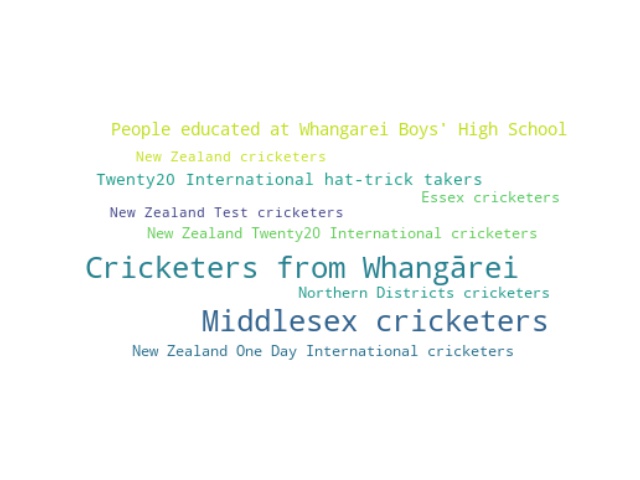 People educated at Whangarei Boys' High School
New Zealand cricketers
Twenty20 International hat-trick takers
Essex cricketers
New Zealand Test cricketers
New Zealand Twenty20 International cricketers
Cricketers from Whangārei
Northern Districts cricketers
Middlesex cricketers
New Zealand One Day International cricketers